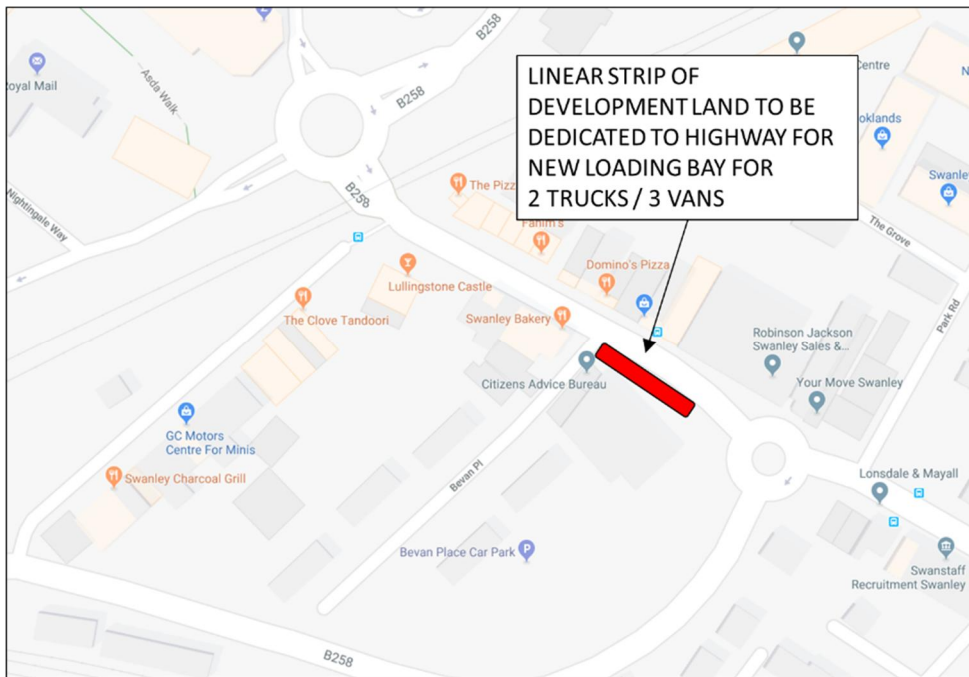 B258
Royal Mail
Asda Walk
B258
Centre
LINEAR STRIP OF
DEVELOPMENT LAND TO BE
DEDICATED TO HIGHWAY FOR
NEW LOADING BAY FOR
2 TRUCKS / 3 VANS
oklands
Swanley
B258
The Pizz
Nightingale Way
Fahim's
The Grove
Lullingstone Castle
Domino's Pizza
The Clove Tandoori
Swanley Bakery
Park Rd
Robinson Jackson
Swanley Sales &...
Citizens Advice Bureau
Your Move Swanley
GC Motors
Centre For Minis
Swanley Charcoal Grill
Bevan Pl
Lonsdale & Mayall
Bevan Place Car Park
P
Swanstaff
Recruitment Swanley
B258